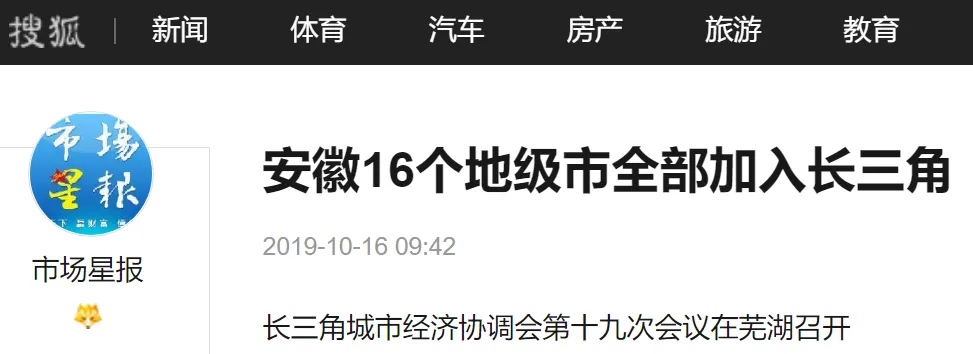 搜狐 | 新闻 体育 汽车 房产 旅游 教育
市场星报
安徽16个地级市全部加入长三角
2019-10-16 09:42
市场星报
长三角城市经济协调会第十九次会议在芜湖召开